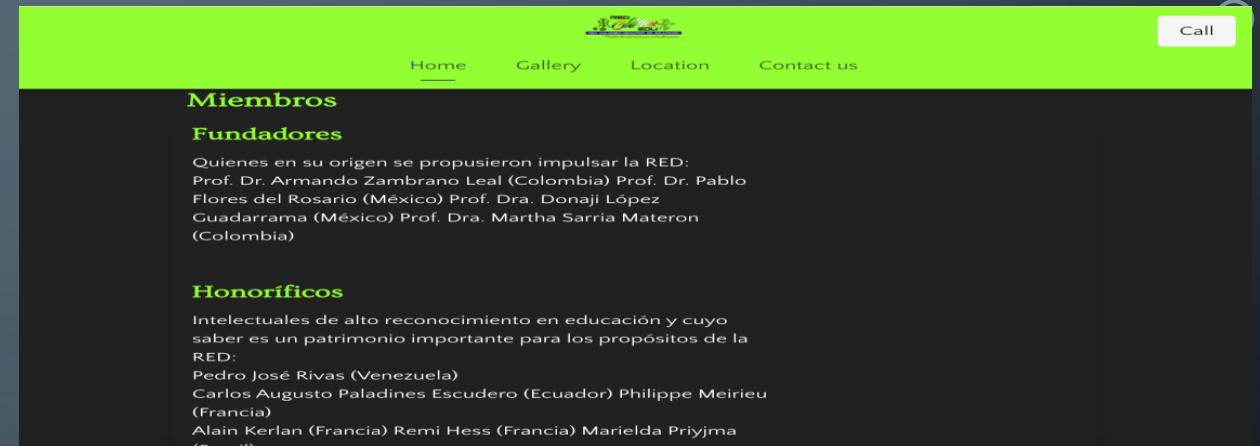 RED
EDU
Call
Home Gallery Location Contact us
Miembros
Fundadores
Quienes en su origen se propusieron impulsar la RED:
Prof. Dr. Armando Zambrano Leal (Colombia) Prof. Dr. Pablo
Flores del Rosario (México) Prof. Dra. Donaji López
Guadarrama (México) Prof. Dra. Martha Sarria Materon
(Colombia)
Honoríficos
Intelectuales de alto reconocimiento en educación y cuyo
saber es un patrimonio importante para los propósitos de la
RED:
Pedro José Rivas (Venezuela)
Carlos Augusto Paladines Escudero (Ecuador) Philippe Meirieu
(Francia)
Alain Kerlan (Francia) Remi Hess (Francia) Marielda Priyjma